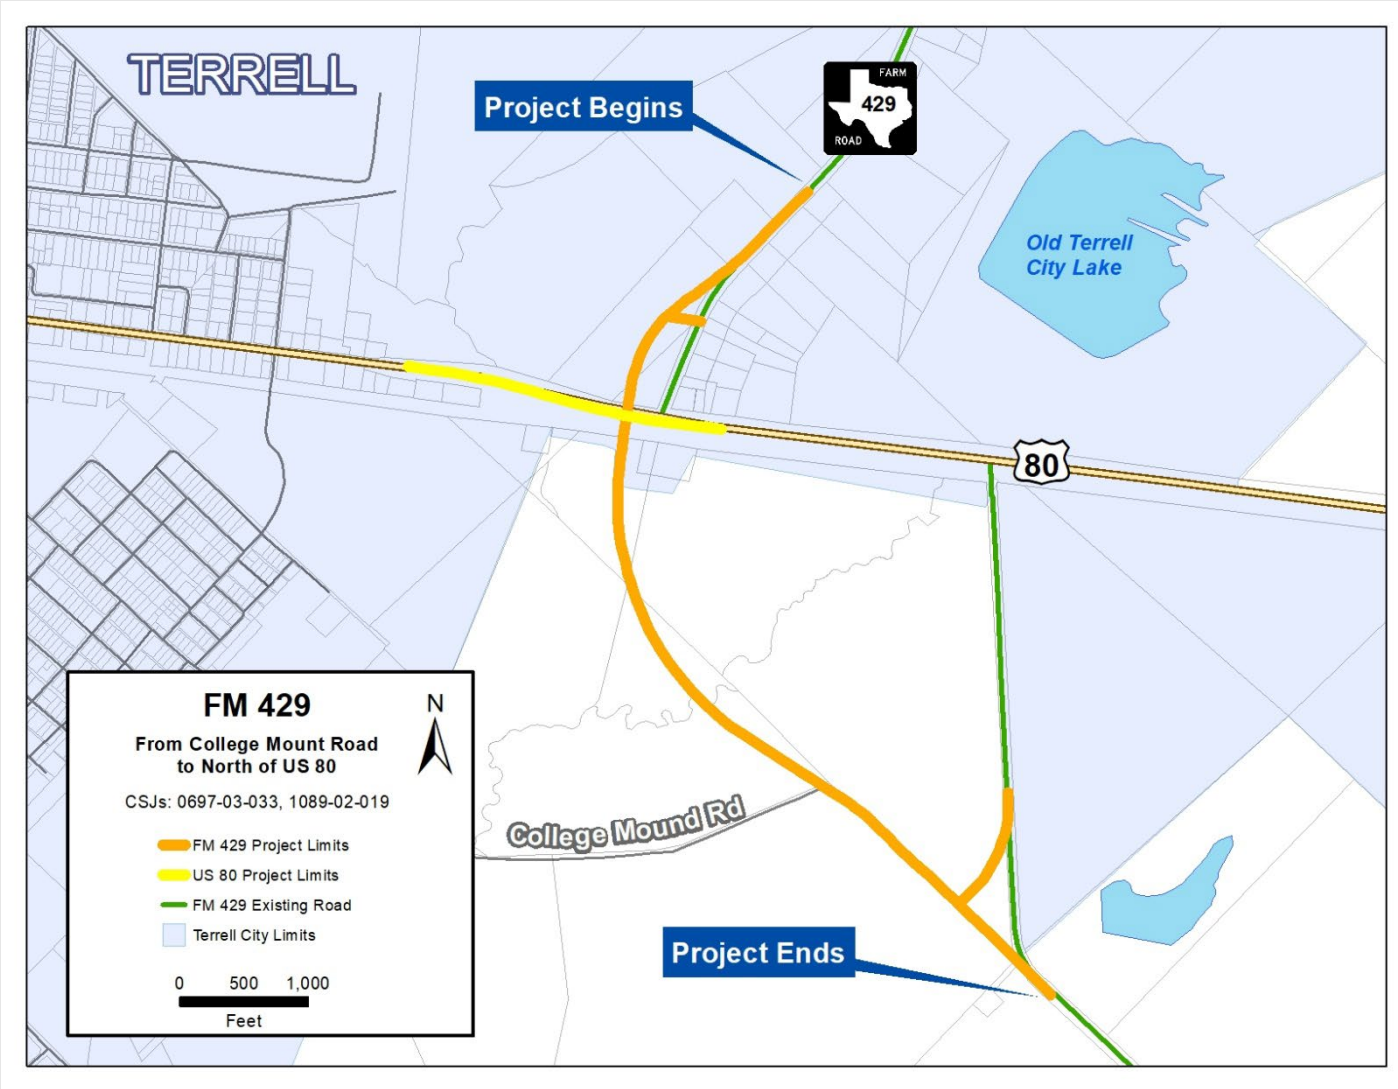 TERRELL
Project Begins
FARM
429
ROAD
Old Terrell
City Lake
80
College Mound Rd
Project Ends
FM 429
From College Mount Road
to North of US 80
CSJs: 0697-03-033, 1089-02-019
N
FM 429 Project Limits
US 80 Project Limits
FM 429 Existing Road
Terrell City Limits
0 500 1,000
Feet